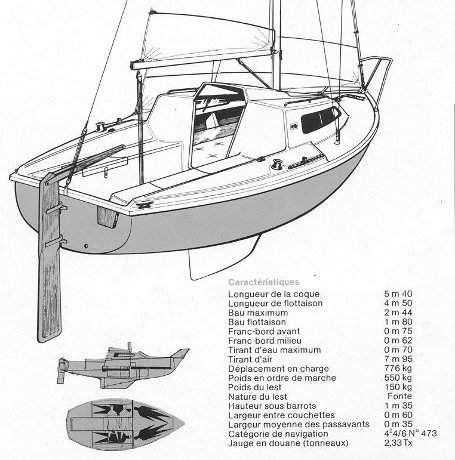 Caractéristiques
Longueur de la coque 5 m 40
Longueur de flottaison 4 m 50
Bau maximum 2 m 44
Bau flottaison 1 m 80
Franc-bord avant 0 m 75
Franc-bord milieu 0 m 62
Tirant d'eau maximum 0 m 70
Tirant d'air 7 m 95
Déplacement en charge 776 kg
Poids en ordre de marche 550 kg
Poids du lest 150 kg
Nature du lest Fonte
Hauteur sous barrots 1 m 35
Largeur entre couchettes 0 m 60
Largeur moyenne des passavants 0 m 35
Catégorie de navigation 4e4/6 N° 473
Jauge en douane (tonneaux) 2,33 Tx